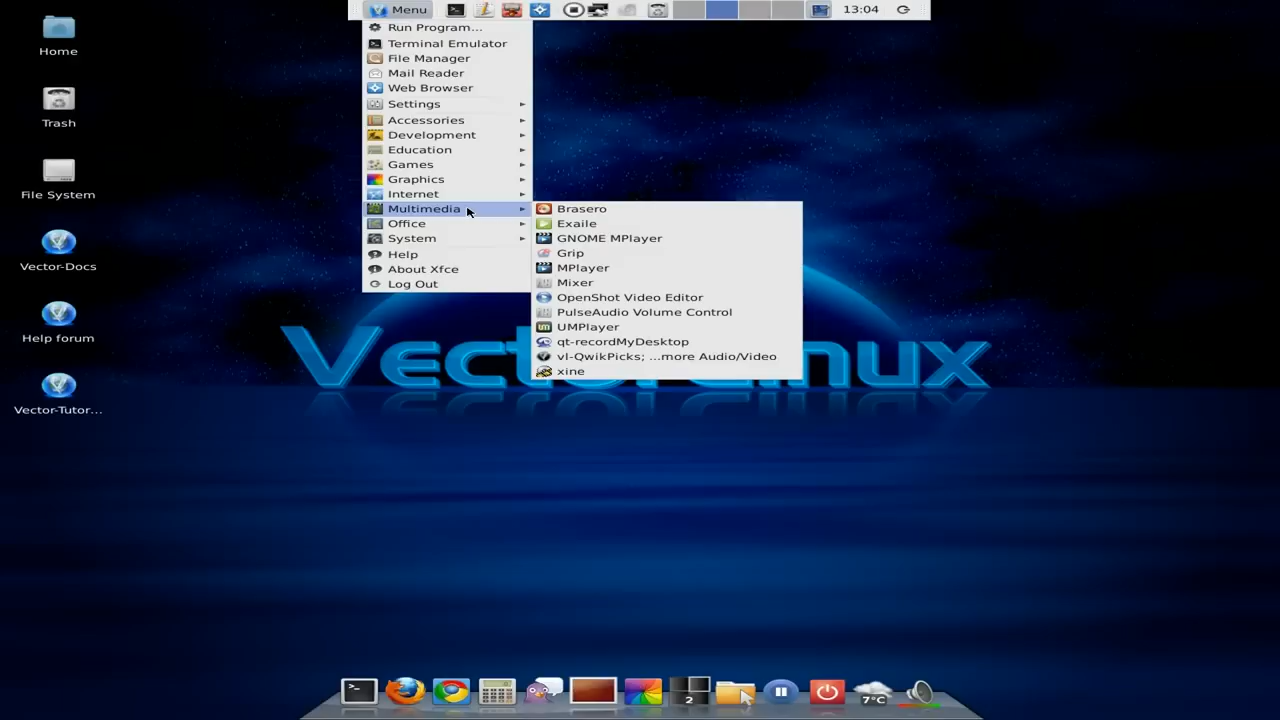 Menu
13:04
Run Program...
Terminal Emulator
File Manager
Mail Reader
Web Browser
Settings
Accessories
Development
Education
Games
Graphics
Internet
Multimedia
Office
System
Help
About Xfce
Log Out
Brasero
Exaile
GNOME MPlayer
Grip
MPlayer
Mixer
OpenShot Video Editor
PulseAudio Volume Control
UMPlayer
qt-recordMyDesktop
vl-QwikPicks; ...more Audio/Video
xine
Home
Trash
File System
Vector-Docs
Help forum
Vector-Tutor...
2
7°C